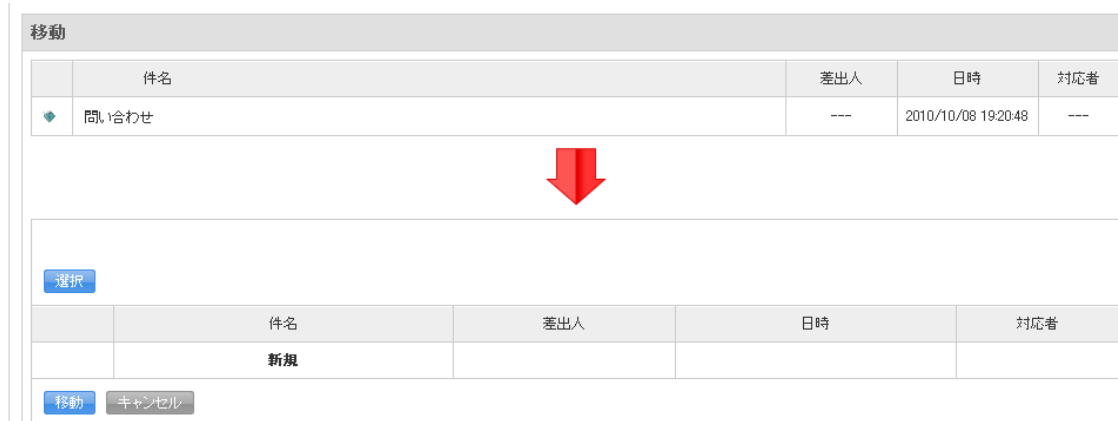 移動
件名 差出人 日時 対応者
問い合わせ --- 2010/10/08 19:20:48 ---
選択
件名 差出人 日時 対応者
新規
移動 キャンセル